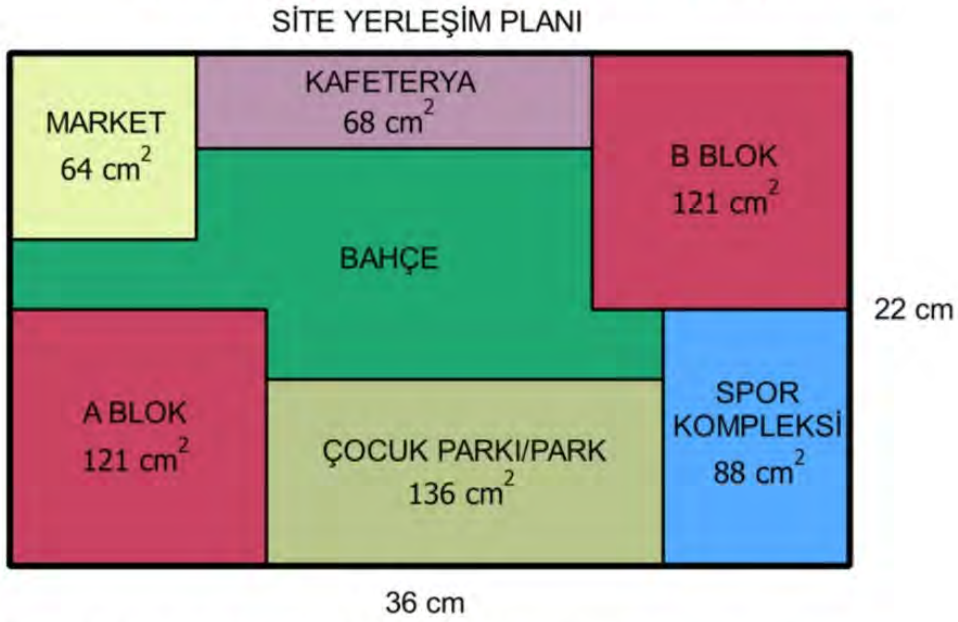 SİTE YERLEŞİM PLANI
MARKET
64 cm²
KAFETERYA
68 cm²
B BLOK
121 cm²
BAHÇE
22 cm
A BLOK
121 cm²
ÇOCUK PARKI/PARK
136 cm²
SPOR
KOMPLEKSİ
88 cm²
36 cm